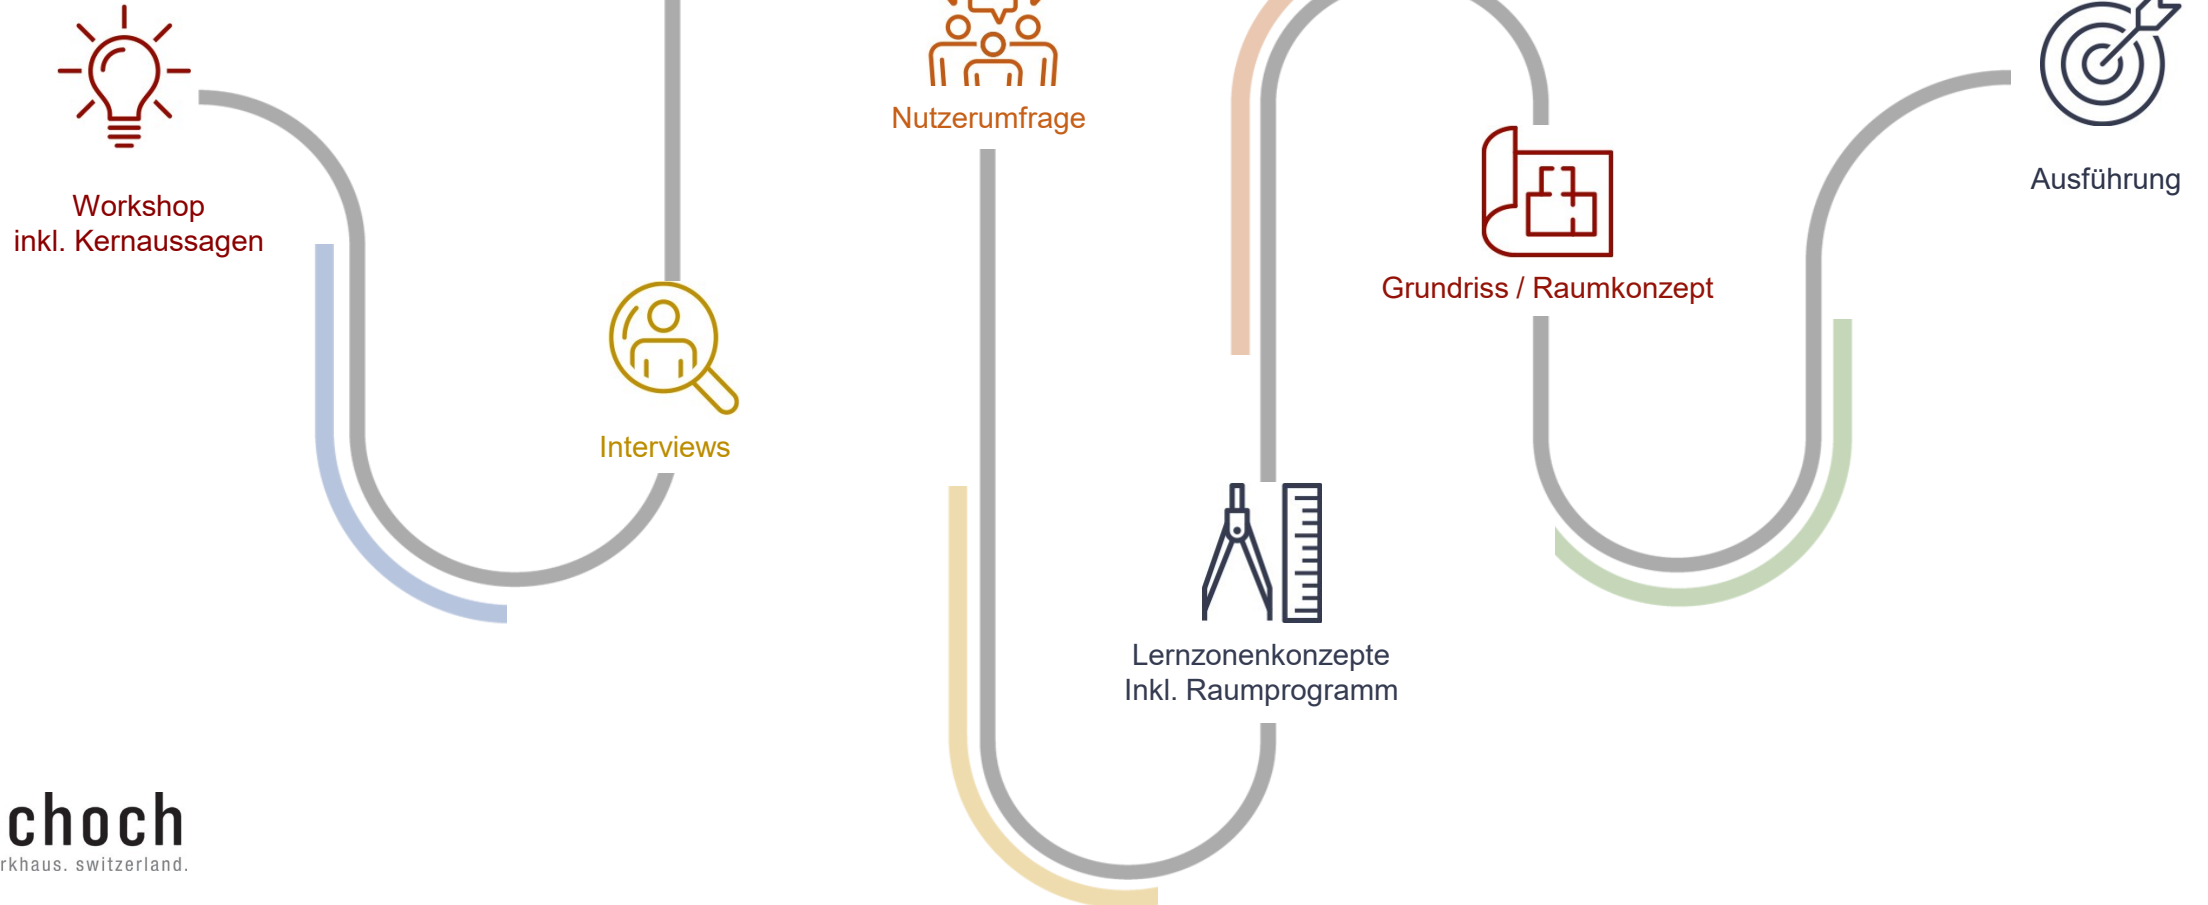 Workshop
inkl. Kernaussagen
Interviews
Nutzerumfrage
Lernzonenkonzepte
Inkl. Raumprogramm
Grundriss / Raumkonzept
Ausführung
choch
rkhaus. switzerland.